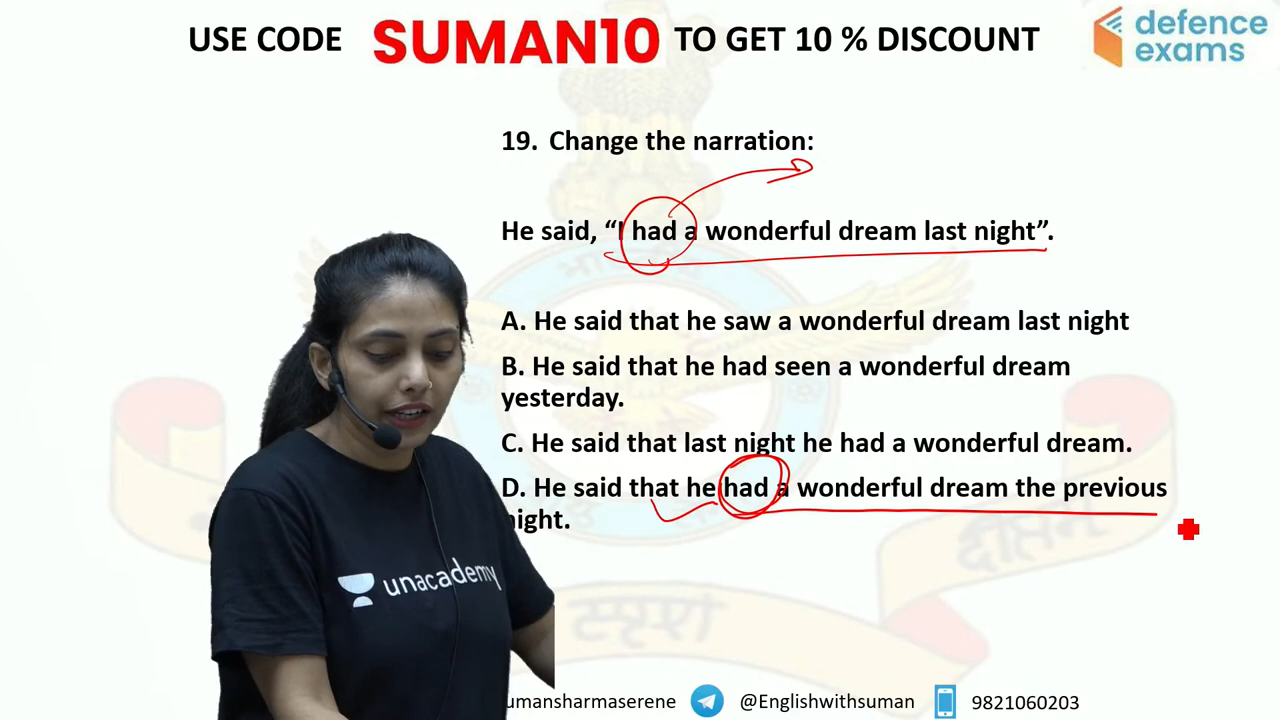 USE CODE SUMAN10 TO GET 10 % DISCOUNT
defence
exams
19. Change the narration:
He said, “I had a wonderful dream last night”.
A. He said that he saw a wonderful dream last night
B. He said that he had seen a wonderful dream
yesterday.
C. He said that last night he had a wonderful dream.
D. He said that he had a wonderful dream the previous
night.
unacademy
umansharmaserene @Englishwithsuman 9821060203